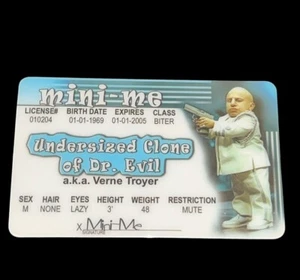 mini-me
LICENSE# BIRTH DATE EXPIRES CLASS
010204 01-01-1969 01-01-2005 BITER
Undersized Clone
of Dr. Evil
a.k.a. Verne Troyer
SEX HAIR EYES HEIGHT WEIGHT RESTRICTION
M NONE LAZY 3' 48 MUTE
X Mini-Me
SIGNATURE